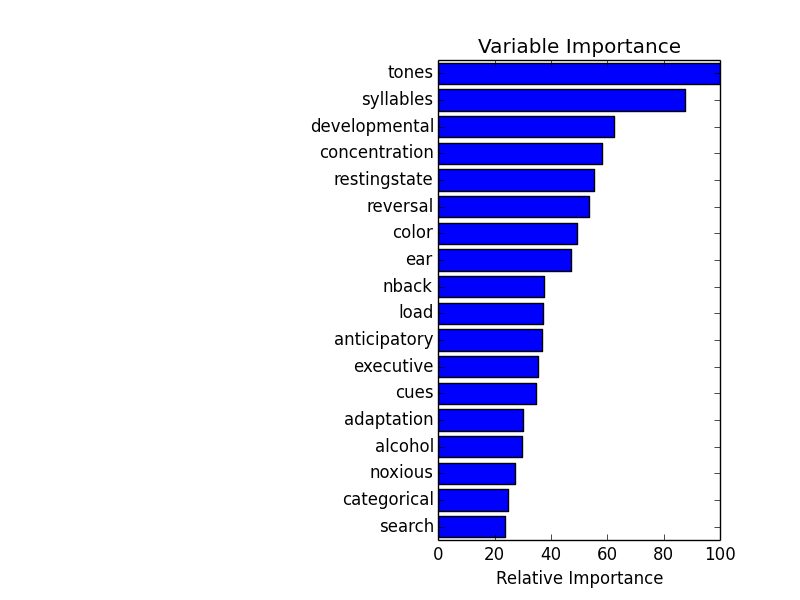 Variable Importance
tones
syllables
developmental
concentration
restingstate
reversal
color
ear
nback
load
anticipatory
executive
cues
adaptation
alcohol
noxious
categorical
search
0 20 40 60 80 100
Relative Importance